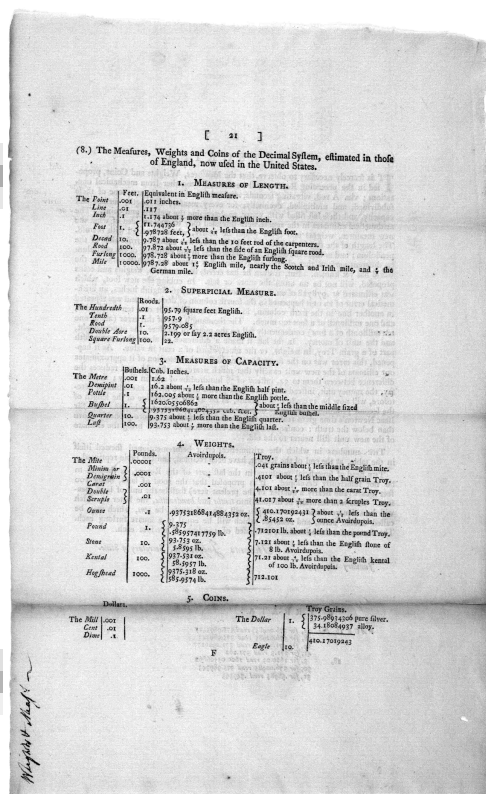 [ 21 ]
(8.) The Meaſures, Weights and Coins of the Decimal Syſtem, eſtimated in thoſe
of England, now uſed in the United States.
1. MEASURES OF LENGTH.
Feet. Equivalent in Engliſh meaſure.
The Point .001 .011 inches.
Line .01 .117
Inch .1 1.174 about more than the Engliſh inch.
Foot 1. { 11.744736
.978728 feet, } about leſs than the Engliſh foot.
Decad 10. 9.787 about leſs than the 10 feet rod of the carpenters.
Rood 100. 97.872 about leſs than the ſide of an Engliſh ſquare rood.
Furlong 1000. 978.728 about more than the Engliſh furlong.
Mile 10000. 9787.28 about Engliſh mile, nearly the Scotch and Iriſh mile, and the
German mile.
2. SUPERFICIAL MEASURE.
Roods.
The Hundredth .01 95.79 ſquare feet Engliſh.
Tenth .1 957.9
Rood 1. 9579.085
Double Acre 10. 2.199 or ſay 2.2 acres Engliſh.
Square Furlong 100. 22.
3. MEASURES OF CAPACITY.
Buſhels. Cub. Inches.
The Metre .001 1.62
Demipint .01 16.2 about leſs than the Engliſh half pint.
Pottle .1 162.005 about more than the Engliſh pottle.
Buſhel 1. { 1620.05506862 } about leſs than the middle ſized
cub. feet. Engliſh buſhel.
Quarter 10. 9.375 about leſs than the Engliſh quarter.
Laſt 100. 93.753 about more than the Engliſh laſt.
4. WEIGHTS.
Pounds. Avoirdupois. Troy.
The Mite .00001 .041 grains about leſs than the Engliſh mite.
Minim or
Demigrain } .0001 .4101 about leſs than the half grain Troy.
Carat .001 4.101 about more than the carat Troy.
Double
Scruple } .01 41.017 about more than 2 ſcruples Troy.
Ounce .1 .937531868414884352 oz. { 410.170192431
.85452 oz. } about leſs than the
ounce Avoirdupois.
Pound 1. { 9.375
.585957417759 lb. .712101 lb. about leſs than the pound Troy.
Stone 10. { 93.753 oz.
5.8595 lb. 7.121 about leſs than the Engliſh ſtone of
8 lb. Avoirdupois.
Kental 100. { 937.531 oz.
58.5957 lb. 71.21 about leſs than the Engliſh kental
of 100 lb. Avoirdupois.
Hogſhead 1000. { 9375.318 oz.
585.9574 lb. 712.101
5. COINS.
Dollars. Troy Grains.
The Mill .001
Cent .01
Dime .1
The Dollar 1. { 375.98914306 pure ſilver.
34.18084937 alloy.
410.17019243
Eagle 10.
F